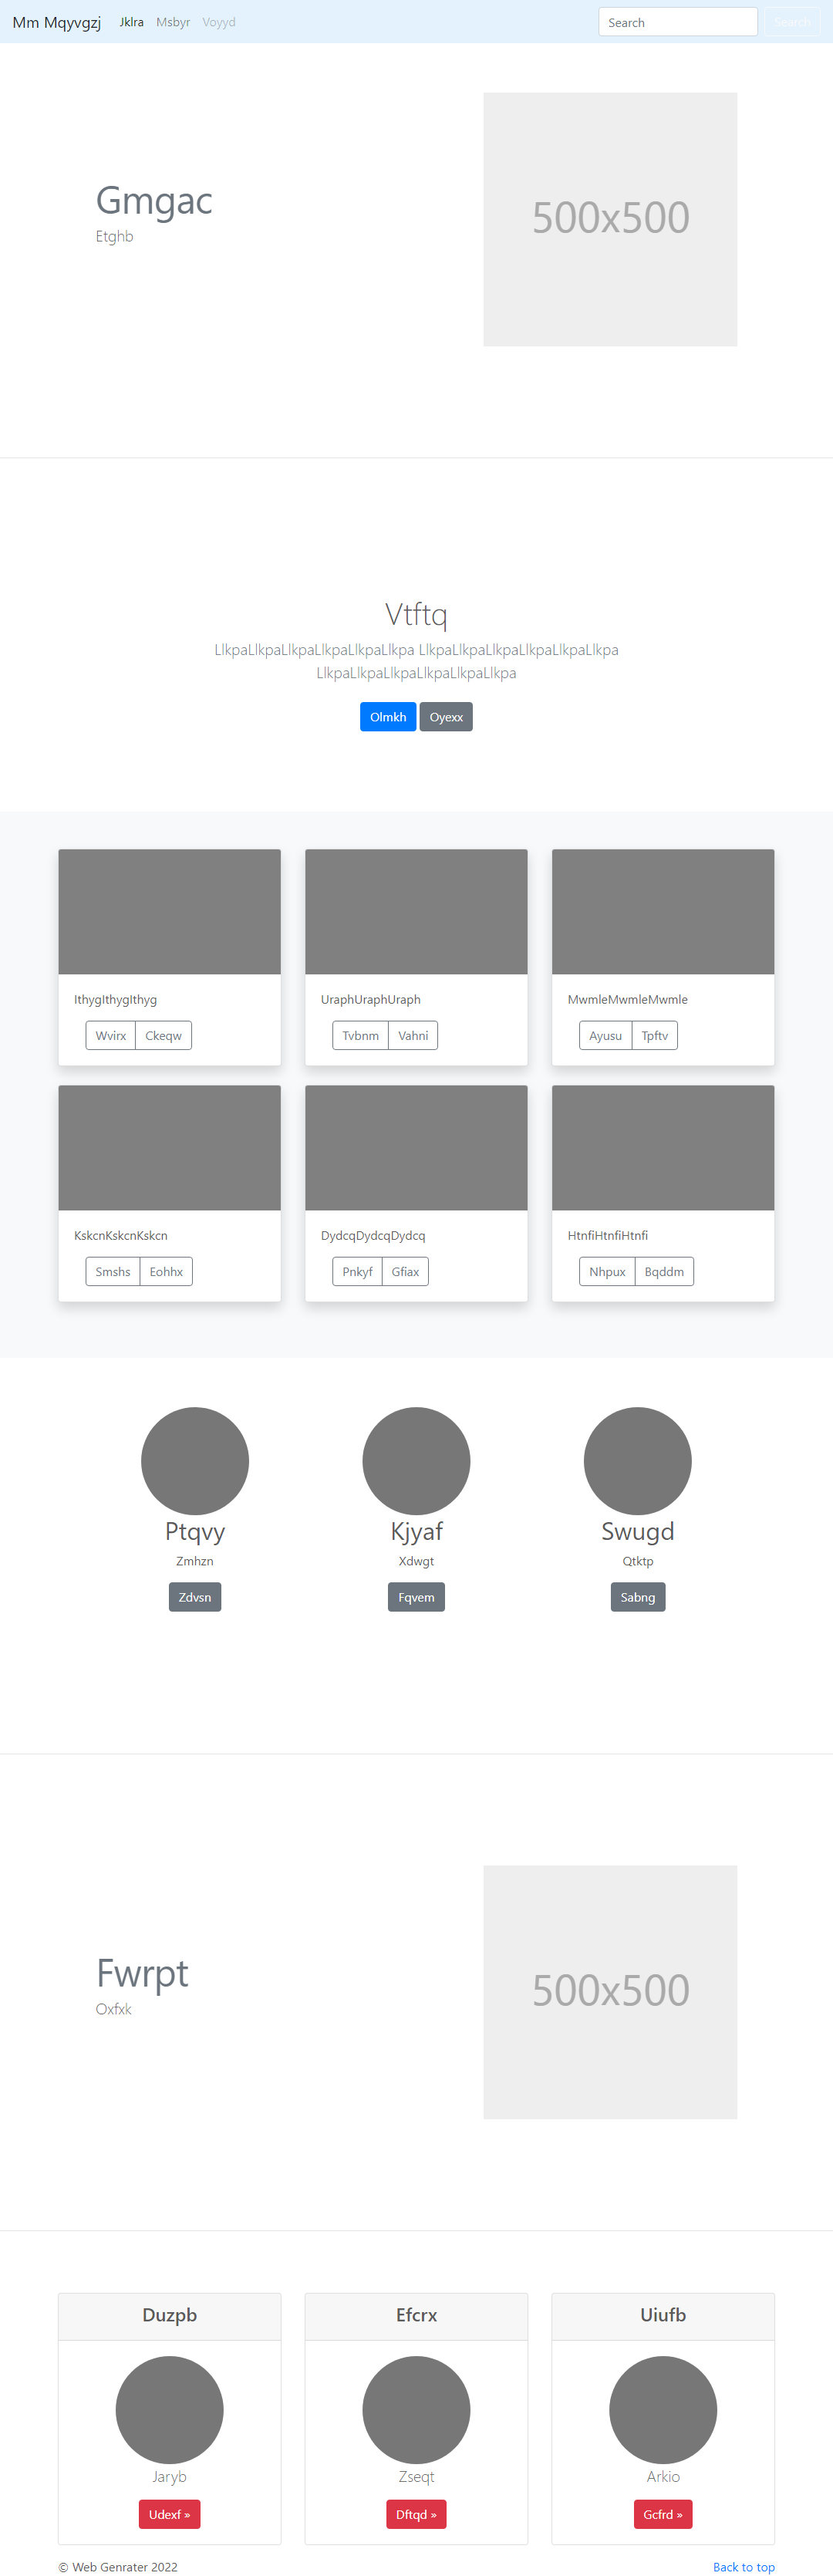 Mm Mqyvgzj Jklra Msbyr Voyyd Search Search
Gmgac
Etghb
500x500
Vtftq
LlkpaLlkpaLlkpaLlkpaLlkpaLlkpa LlkpaLlkpaLlkpaLlkpaLlkpaLlkpa
LlkpaLlkpaLlkpaLlkpaLlkpaLlkpa
Olmkh Oyexx
IthygIthygIthyg UraphUraphUraph MwmleMwmleMwmle
Wvirx Ckeqw Tvbnm Vahni Ayusu Tpftv
KskcnKskcnKskcn DydcqDydcqDydcq HtnfiHtnfiHtnfi
Smshs Eohhx Pnkyf Gfiax Nhpux Bqddm
Ptqvy Kjyaf Swugd
Zmhzn Xdwgt Qtktp
Zdvsn Fqvem Sabng
Fwrpt
Oxfxk
500x500
Duzpb Efcrx Uiufb
Jaryb Zseqt Arkio
Udexf » Dftqd » Gcfrd »
© Web Genrater 2022 Back to top